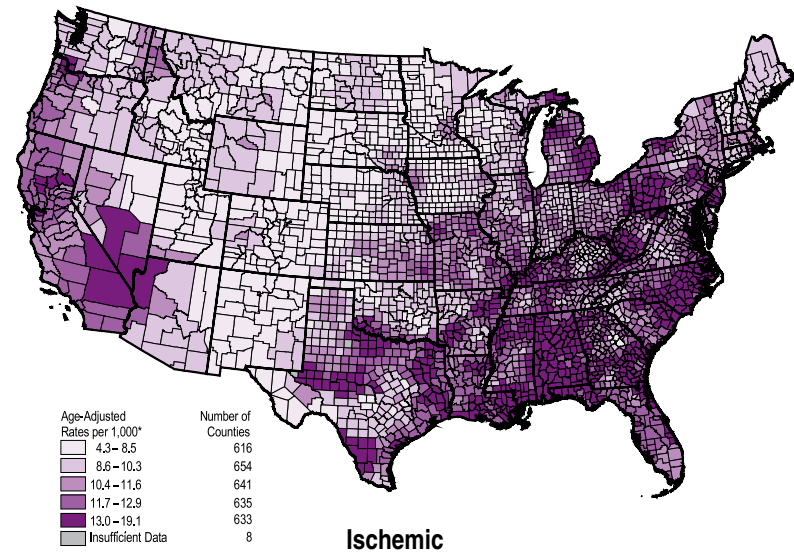 Age-Adjusted Number of
Rates per 1,000* Counties
4.3 – 8.5 616
8.6 – 10.3 654
10.4 – 11.6 641
11.7 – 12.9 635
13.0 – 19.1 633
Insufficient Data 8
Ischemic